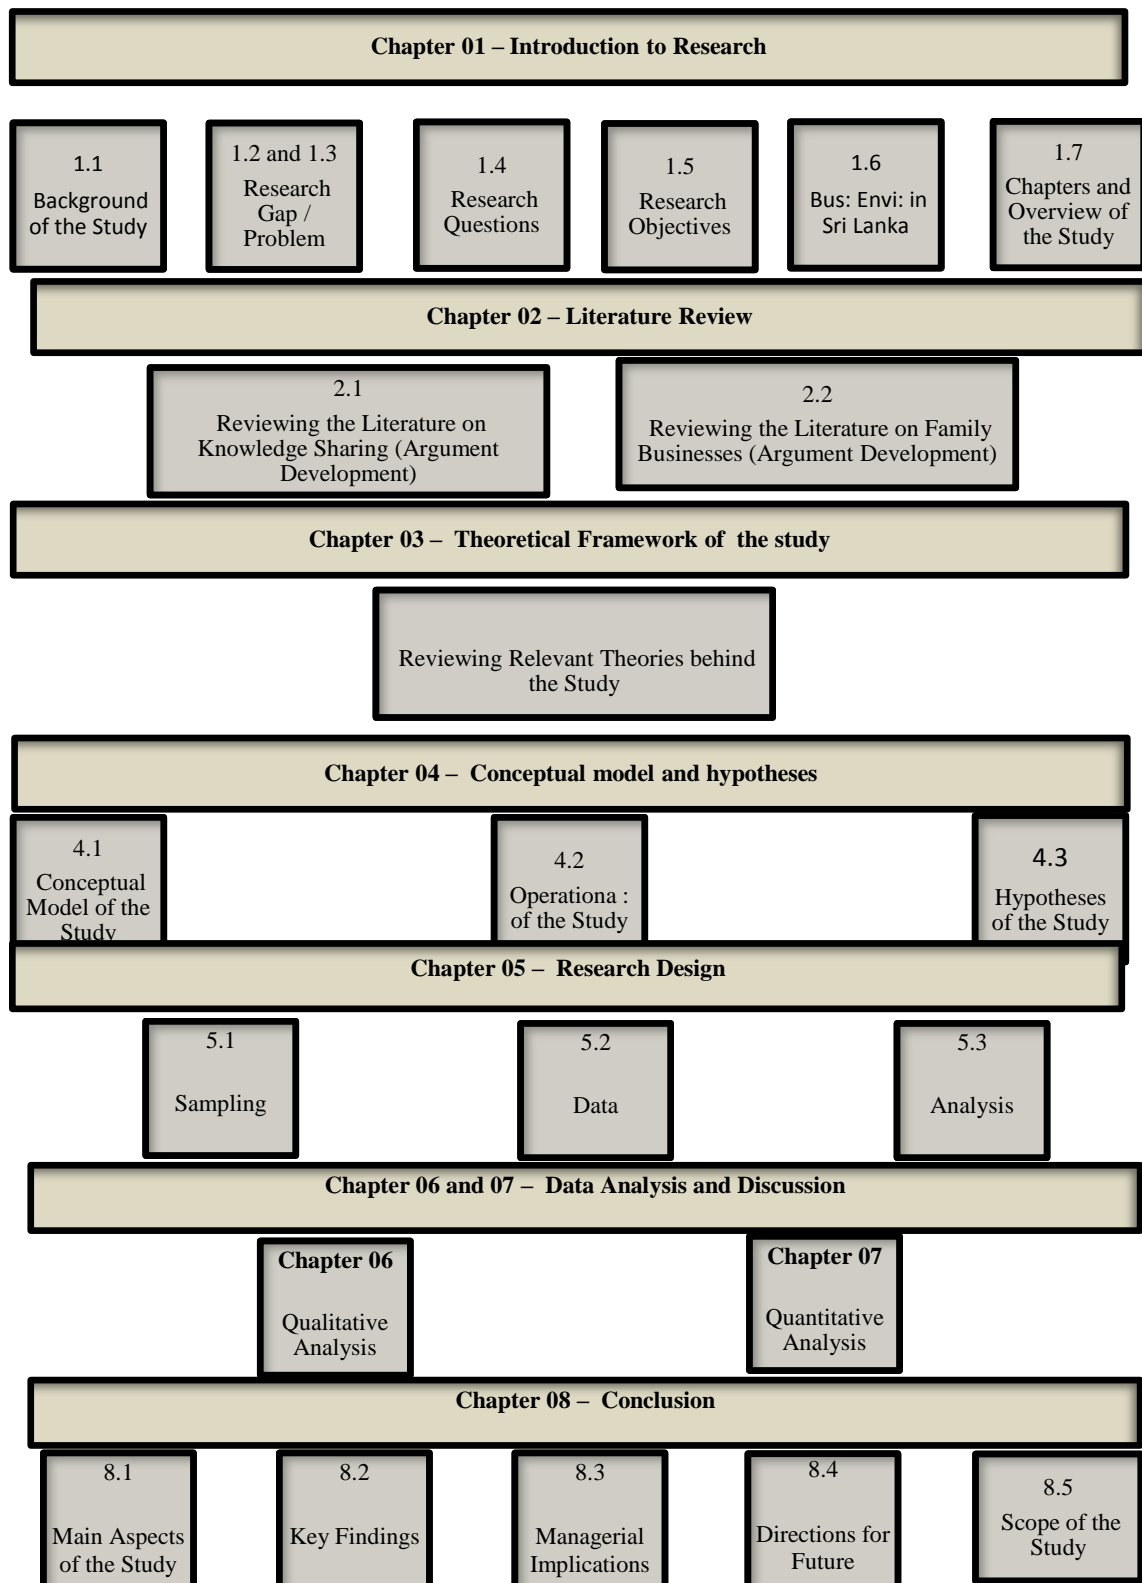 Chapter 01 – Introduction to Research
1.1
Background
of the Study
1.2 and 1.3
Research
Gap /
Problem
1.4
Research
Questions
1.5
Research
Objectives
1.6
Bus: Envi: in
Sri Lanka
1.7
Chapters and
Overview of
the Study
Chapter 02 – Literature Review
2.1
Reviewing the Literature on
Knowledge Sharing (Argument
Development)
2.2
Reviewing the Literature on Family
Businesses (Argument Development)
Chapter 03 – Theoretical Framework of the study
Reviewing Relevant Theories behind
the Study
Chapter 04 – Conceptual model and hypotheses
4.1
Conceptual
Model of the
Study
4.2
Operationa :
of the Study
4.3
Hypotheses
of the Study
Chapter 05 – Research Design
5.1
Sampling
5.2
Data
5.3
Analysis
Chapter 06 and 07 – Data Analysis and Discussion
Chapter 06
Qualitative
Analysis
Chapter 07
Quantitative
Analysis
Chapter 08 – Conclusion
8.1
Main Aspects
of the Study
8.2
Key Findings
8.3
Managerial
Implications
8.4
Directions for
Future
8.5
Scope of the
Study